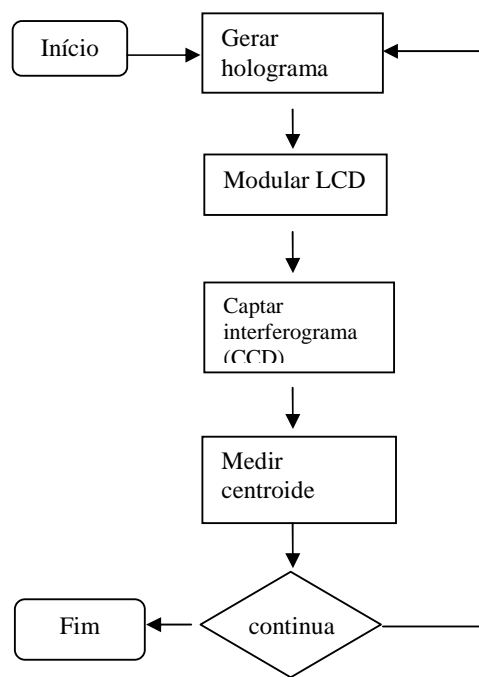 Início
Gerar
holograma
Modular LCD
Captar
interferograma
(CCD)
Medir
centroide
Fim
continua